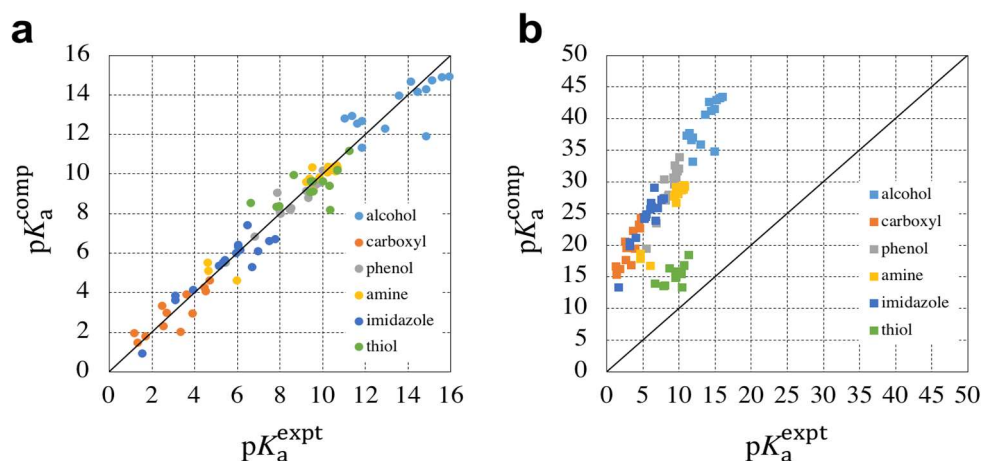 a
pKₐᶜᵒᵐᵖ
16
14
12
10
8
6
4
2
0
alcohol
carboxyl
phenol
amine
imidazole
thiol
0 2 4 6 8 10 12 14 16
pKₐᵉˣᵖᵗ
b
pKₐᶜᵒᵐᵖ
50
45
40
35
30
25
20
15
10
5
0
alcohol
carboxyl
phenol
amine
imidazole
thiol
0 5 10 15 20 25 30 35 40 45 50
pKₐᵉˣᵖᵗ